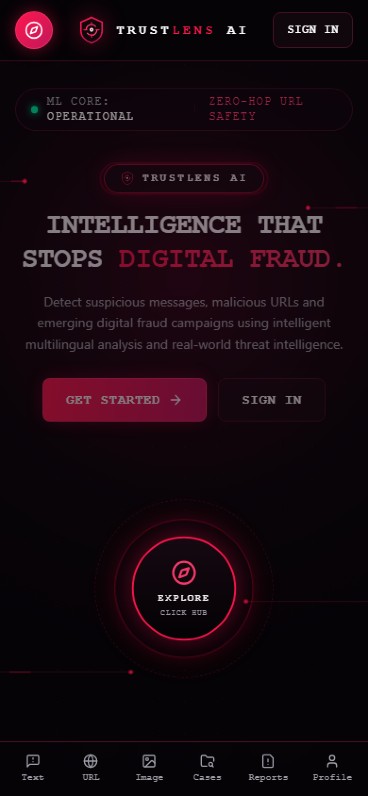 TRUSTLENS AI
SIGN IN
ML CORE:
OPERATIONAL
ZERO-HOP URL
SAFETY
TRUSTLENS AI
INTELLIGENCE THAT
STOPS DIGITAL FRAUD.
Detect suspicious messages, malicious URLs and
emerging digital fraud campaigns using intelligent
multilingual analysis and real-world threat intelligence.
GET STARTED →
SIGN IN
EXPLORE
CLICK HUB
Text
URL
Image
Cases
Reports
Profile